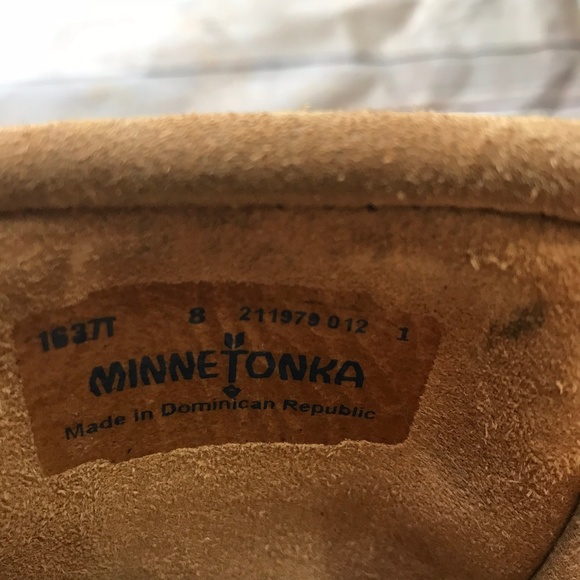 1637T 8 211979 012 1
MINNETONKA
Made in Dominican Republic